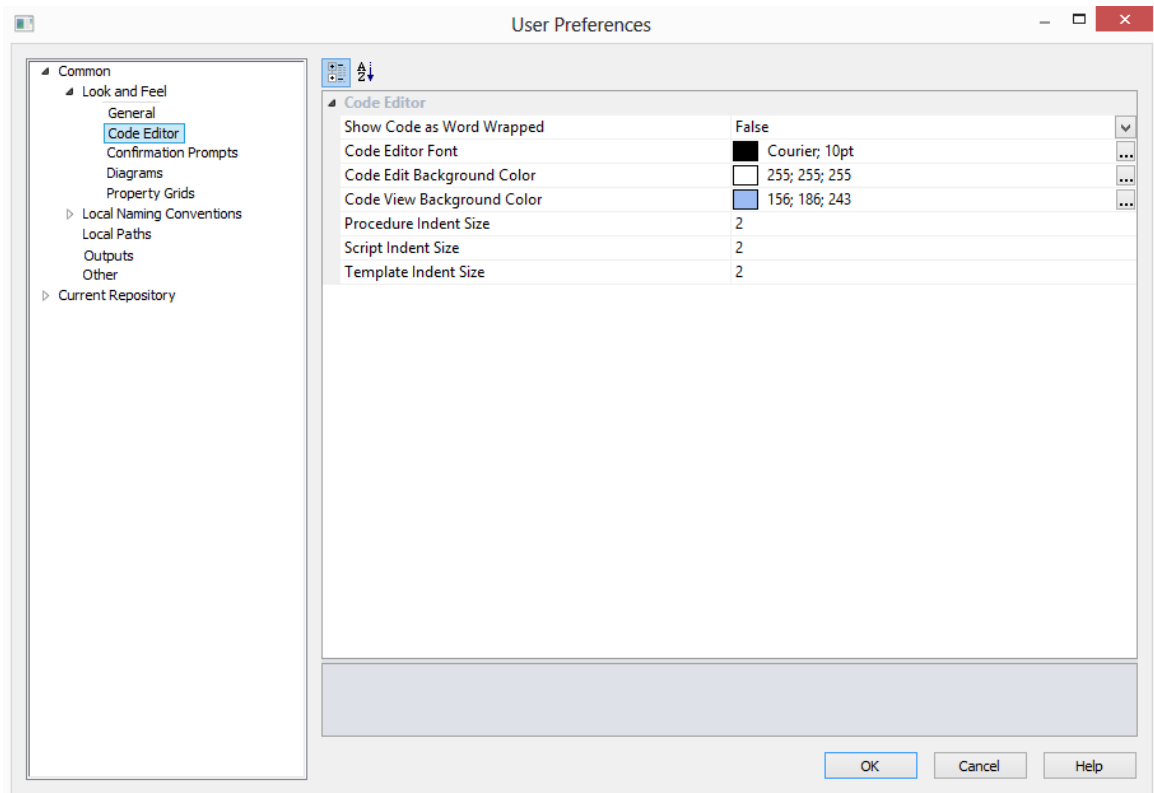 User Preferences
Common
Look and Feel
General
Code Editor
Confirmation Prompts
Diagrams
Property Grids
Local Naming Conventions
Local Paths
Outputs
Other
Current Repository
Code Editor
Show Code as Word Wrapped False
Code Editor Font Courier; 10pt
Code Edit Background Color 255; 255; 255
Code View Background Color 156; 186; 243
Procedure Indent Size 2
Script Indent Size 2
Template Indent Size 2
OK Cancel Help